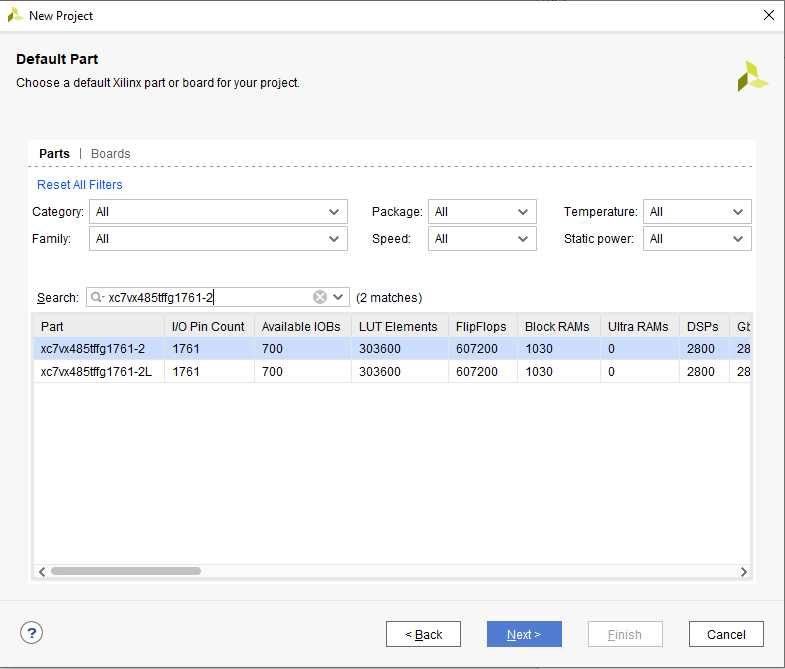 New Project
Default Part
Choose a default Xilinx part or board for your project.
Parts | Boards
Reset All Filters
Category: All Package: All Temperature: All
Family: All Speed: All Static power: All
Search: xc7vx485tffg1761-2 (2 matches)
Part I/O Pin Count Available IOBs LUT Elements FlipFlops Block RAMs Ultra RAMs DSPs Gb
xc7vx485tffg1761-2 1761 700 303600 607200 1030 0 2800 28
xc7vx485tffg1761-2L 1761 700 303600 607200 1030 0 2800 28
? < Back Next > Finish Cancel